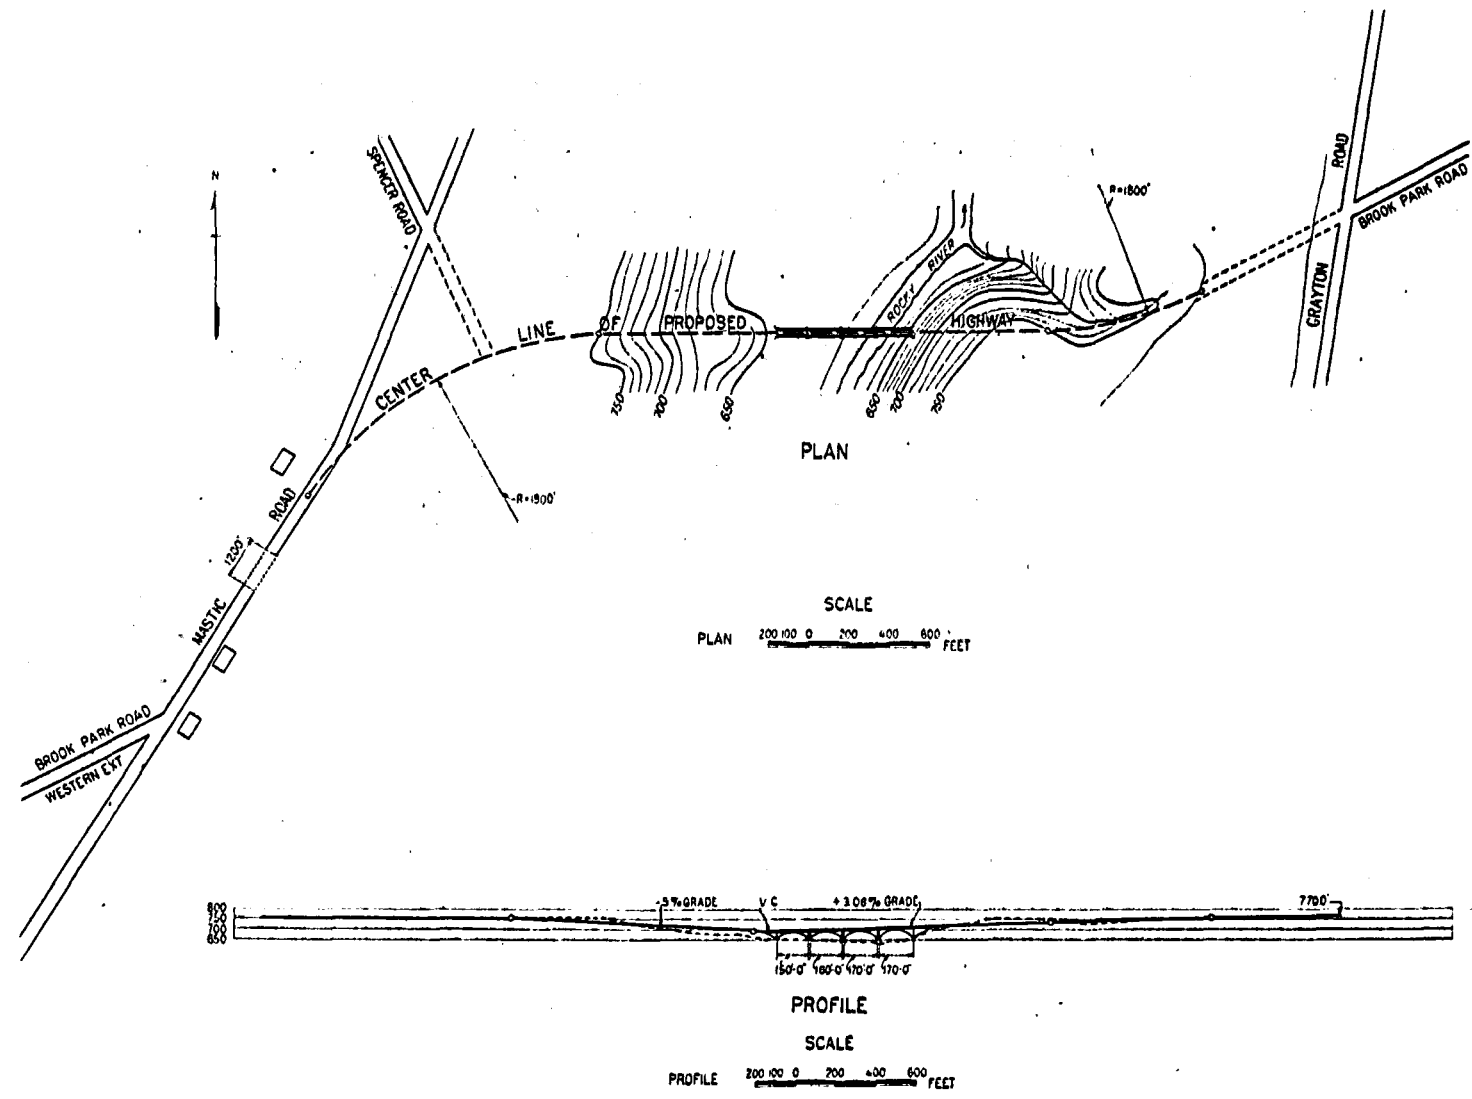 N
SPENCER ROAD
ROAD
BROOK PARK ROAD
GRAYTON
R=1800'
ROCKY RIVER
CENTER LINE OF PROPOSED HIGHWAY
750
700
650
650
700
750
PLAN
R=1900'
MASTIC ROAD
1200'
BROOK PARK ROAD
WESTERN EXT
SCALE
PLAN 200 100 0 200 400 600 FEET
800
750
700
650
-5% GRADE
V C
+3.06% GRADE
150'-0" 160'-0" 170'-0" 170'-0"
PROFILE
SCALE
PROFILE 200 100 0 200 400 600 FEET